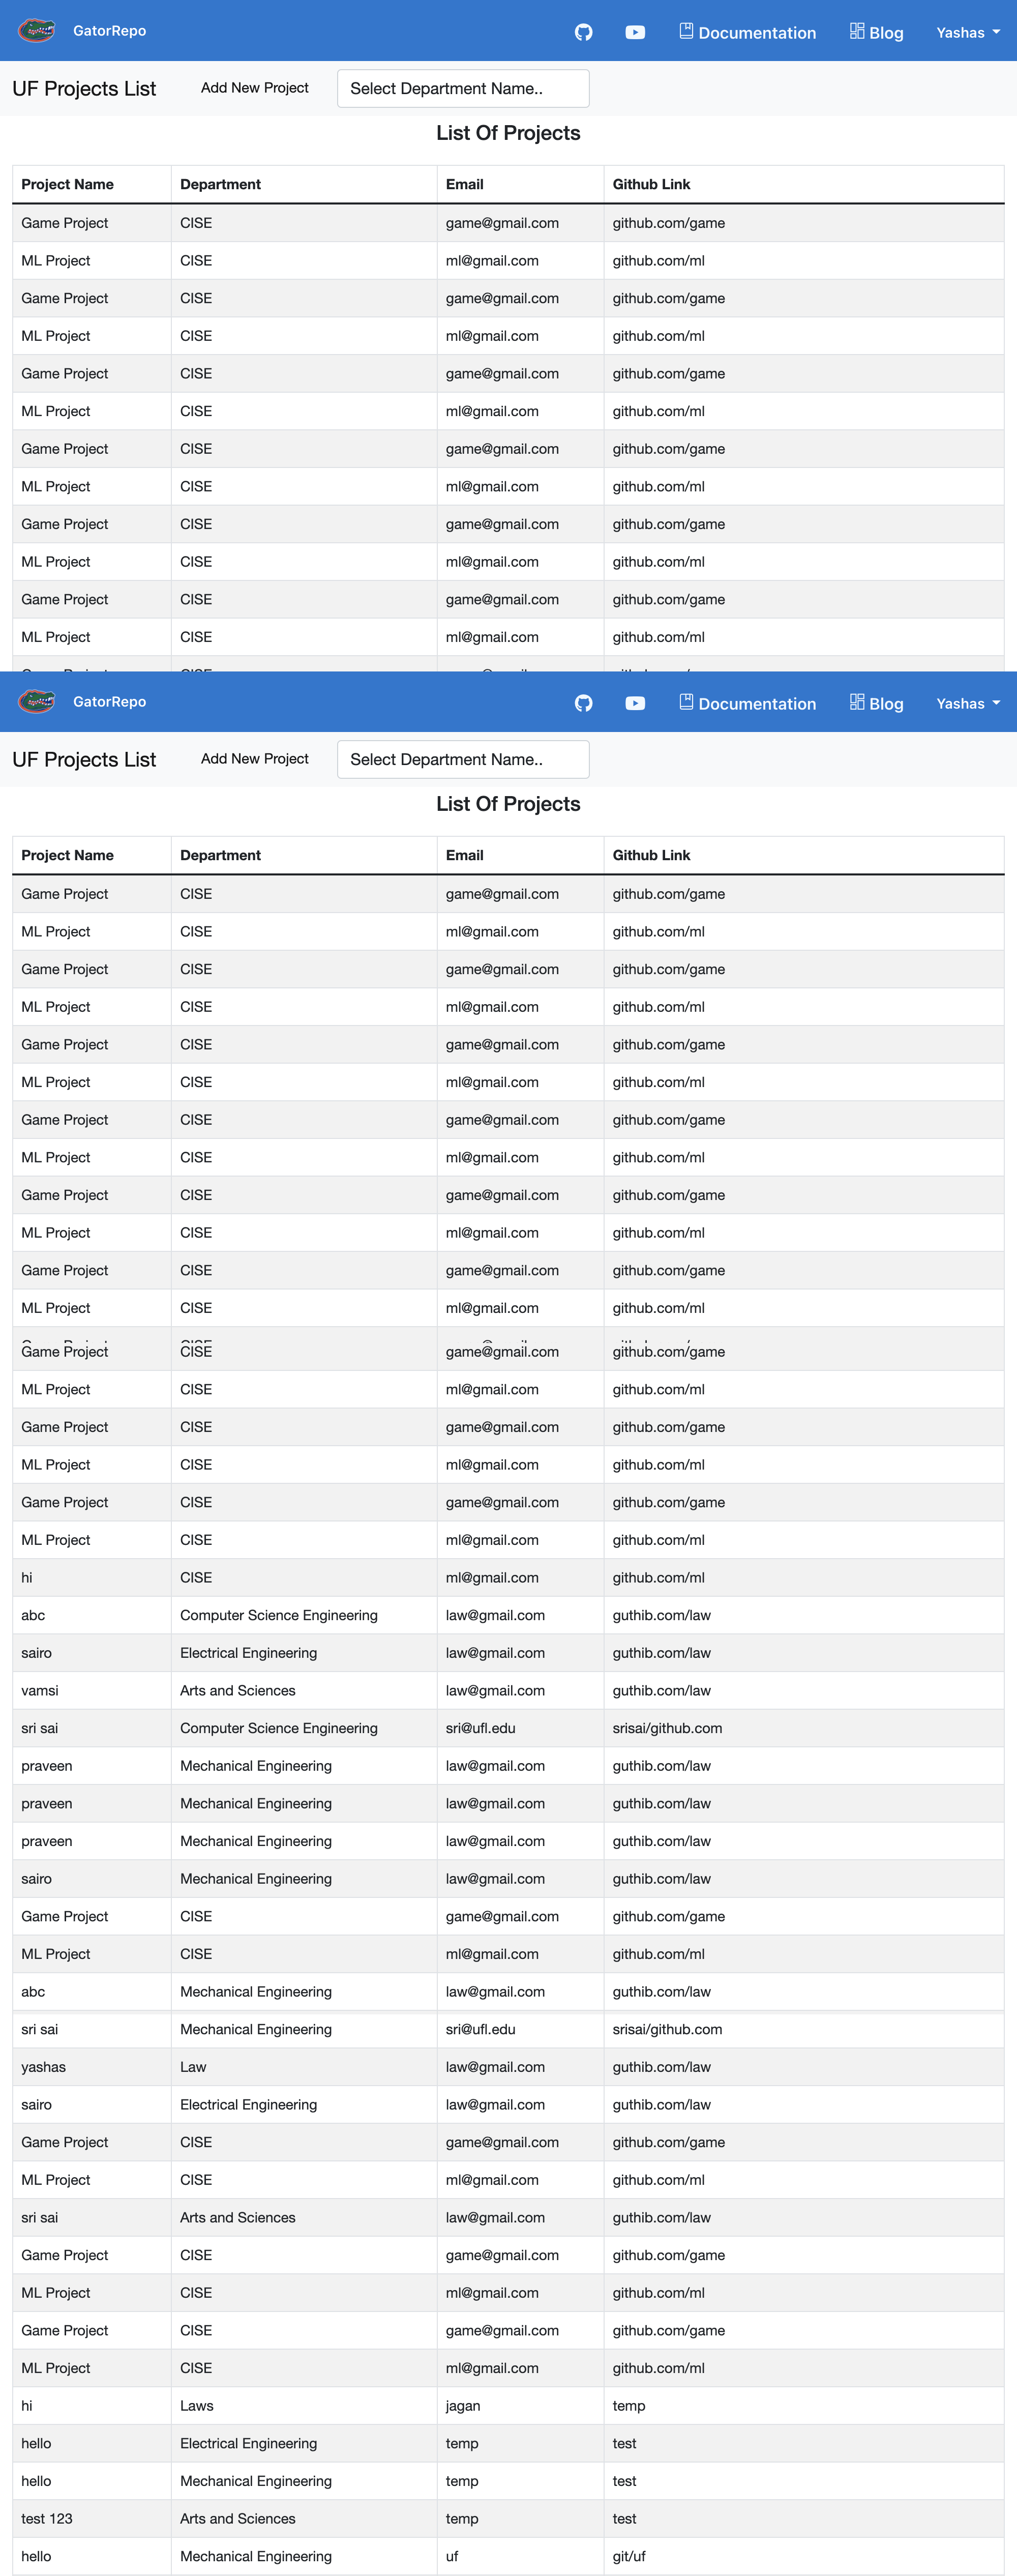 GatorRepo Documentation Blog Yashas
UF Projects List Add New Project Select Department Name..
List Of Projects
Project Name Department Email Github Link
Game Project CISE game@gmail.com github.com/game
ML Project CISE ml@gmail.com github.com/ml
Game Project CISE game@gmail.com github.com/game
ML Project CISE ml@gmail.com github.com/ml
Game Project CISE game@gmail.com github.com/game
ML Project CISE ml@gmail.com github.com/ml
Game Project CISE game@gmail.com github.com/game
ML Project CISE ml@gmail.com github.com/ml
Game Project CISE game@gmail.com github.com/game
ML Project CISE ml@gmail.com github.com/ml
Game Project CISE game@gmail.com github.com/game
ML Project CISE ml@gmail.com github.com/ml
GatorRepo Documentation Blog Yashas
UF Projects List Add New Project Select Department Name..
List Of Projects
Project Name Department Email Github Link
Game Project CISE game@gmail.com github.com/game
ML Project CISE ml@gmail.com github.com/ml
Game Project CISE game@gmail.com github.com/game
ML Project CISE ml@gmail.com github.com/ml
Game Project CISE game@gmail.com github.com/game
ML Project CISE ml@gmail.com github.com/ml
Game Project CISE game@gmail.com github.com/game
ML Project CISE ml@gmail.com github.com/ml
Game Project CISE game@gmail.com github.com/game
ML Project CISE ml@gmail.com github.com/ml
Game Project CISE game@gmail.com github.com/game
ML Project CISE ml@gmail.com github.com/ml
Game Project CISE game@gmail.com github.com/game
ML Project CISE ml@gmail.com github.com/ml
Game Project CISE game@gmail.com github.com/game
ML Project CISE ml@gmail.com github.com/ml
Game Project CISE game@gmail.com github.com/game
ML Project CISE ml@gmail.com github.com/ml
hi CISE ml@gmail.com github.com/ml
abc Computer Science Engineering law@gmail.com guthib.com/law
sairo Electrical Engineering law@gmail.com guthib.com/law
vamsi Arts and Sciences law@gmail.com guthib.com/law
sri sai Computer Science Engineering sri@ufl.edu srisai/github.com
praveen Mechanical Engineering law@gmail.com guthib.com/law
praveen Mechanical Engineering law@gmail.com guthib.com/law
praveen Mechanical Engineering law@gmail.com guthib.com/law
sairo Mechanical Engineering law@gmail.com guthib.com/law
Game Project CISE game@gmail.com github.com/game
ML Project CISE ml@gmail.com github.com/ml
abc Mechanical Engineering law@gmail.com guthib.com/law
sri sai Mechanical Engineering sri@ufl.edu srisai/github.com
yashas Law law@gmail.com guthib.com/law
sairo Electrical Engineering law@gmail.com guthib.com/law
Game Project CISE game@gmail.com github.com/game
ML Project CISE ml@gmail.com github.com/ml
sri sai Arts and Sciences law@gmail.com guthib.com/law
Game Project CISE game@gmail.com github.com/game
ML Project CISE ml@gmail.com github.com/ml
Game Project CISE game@gmail.com github.com/game
ML Project CISE ml@gmail.com github.com/ml
hi Laws jagan temp
hello Electrical Engineering temp test
hello Mechanical Engineering temp test
test 123 Arts and Sciences temp test
hello Mechanical Engineering uf git/uf